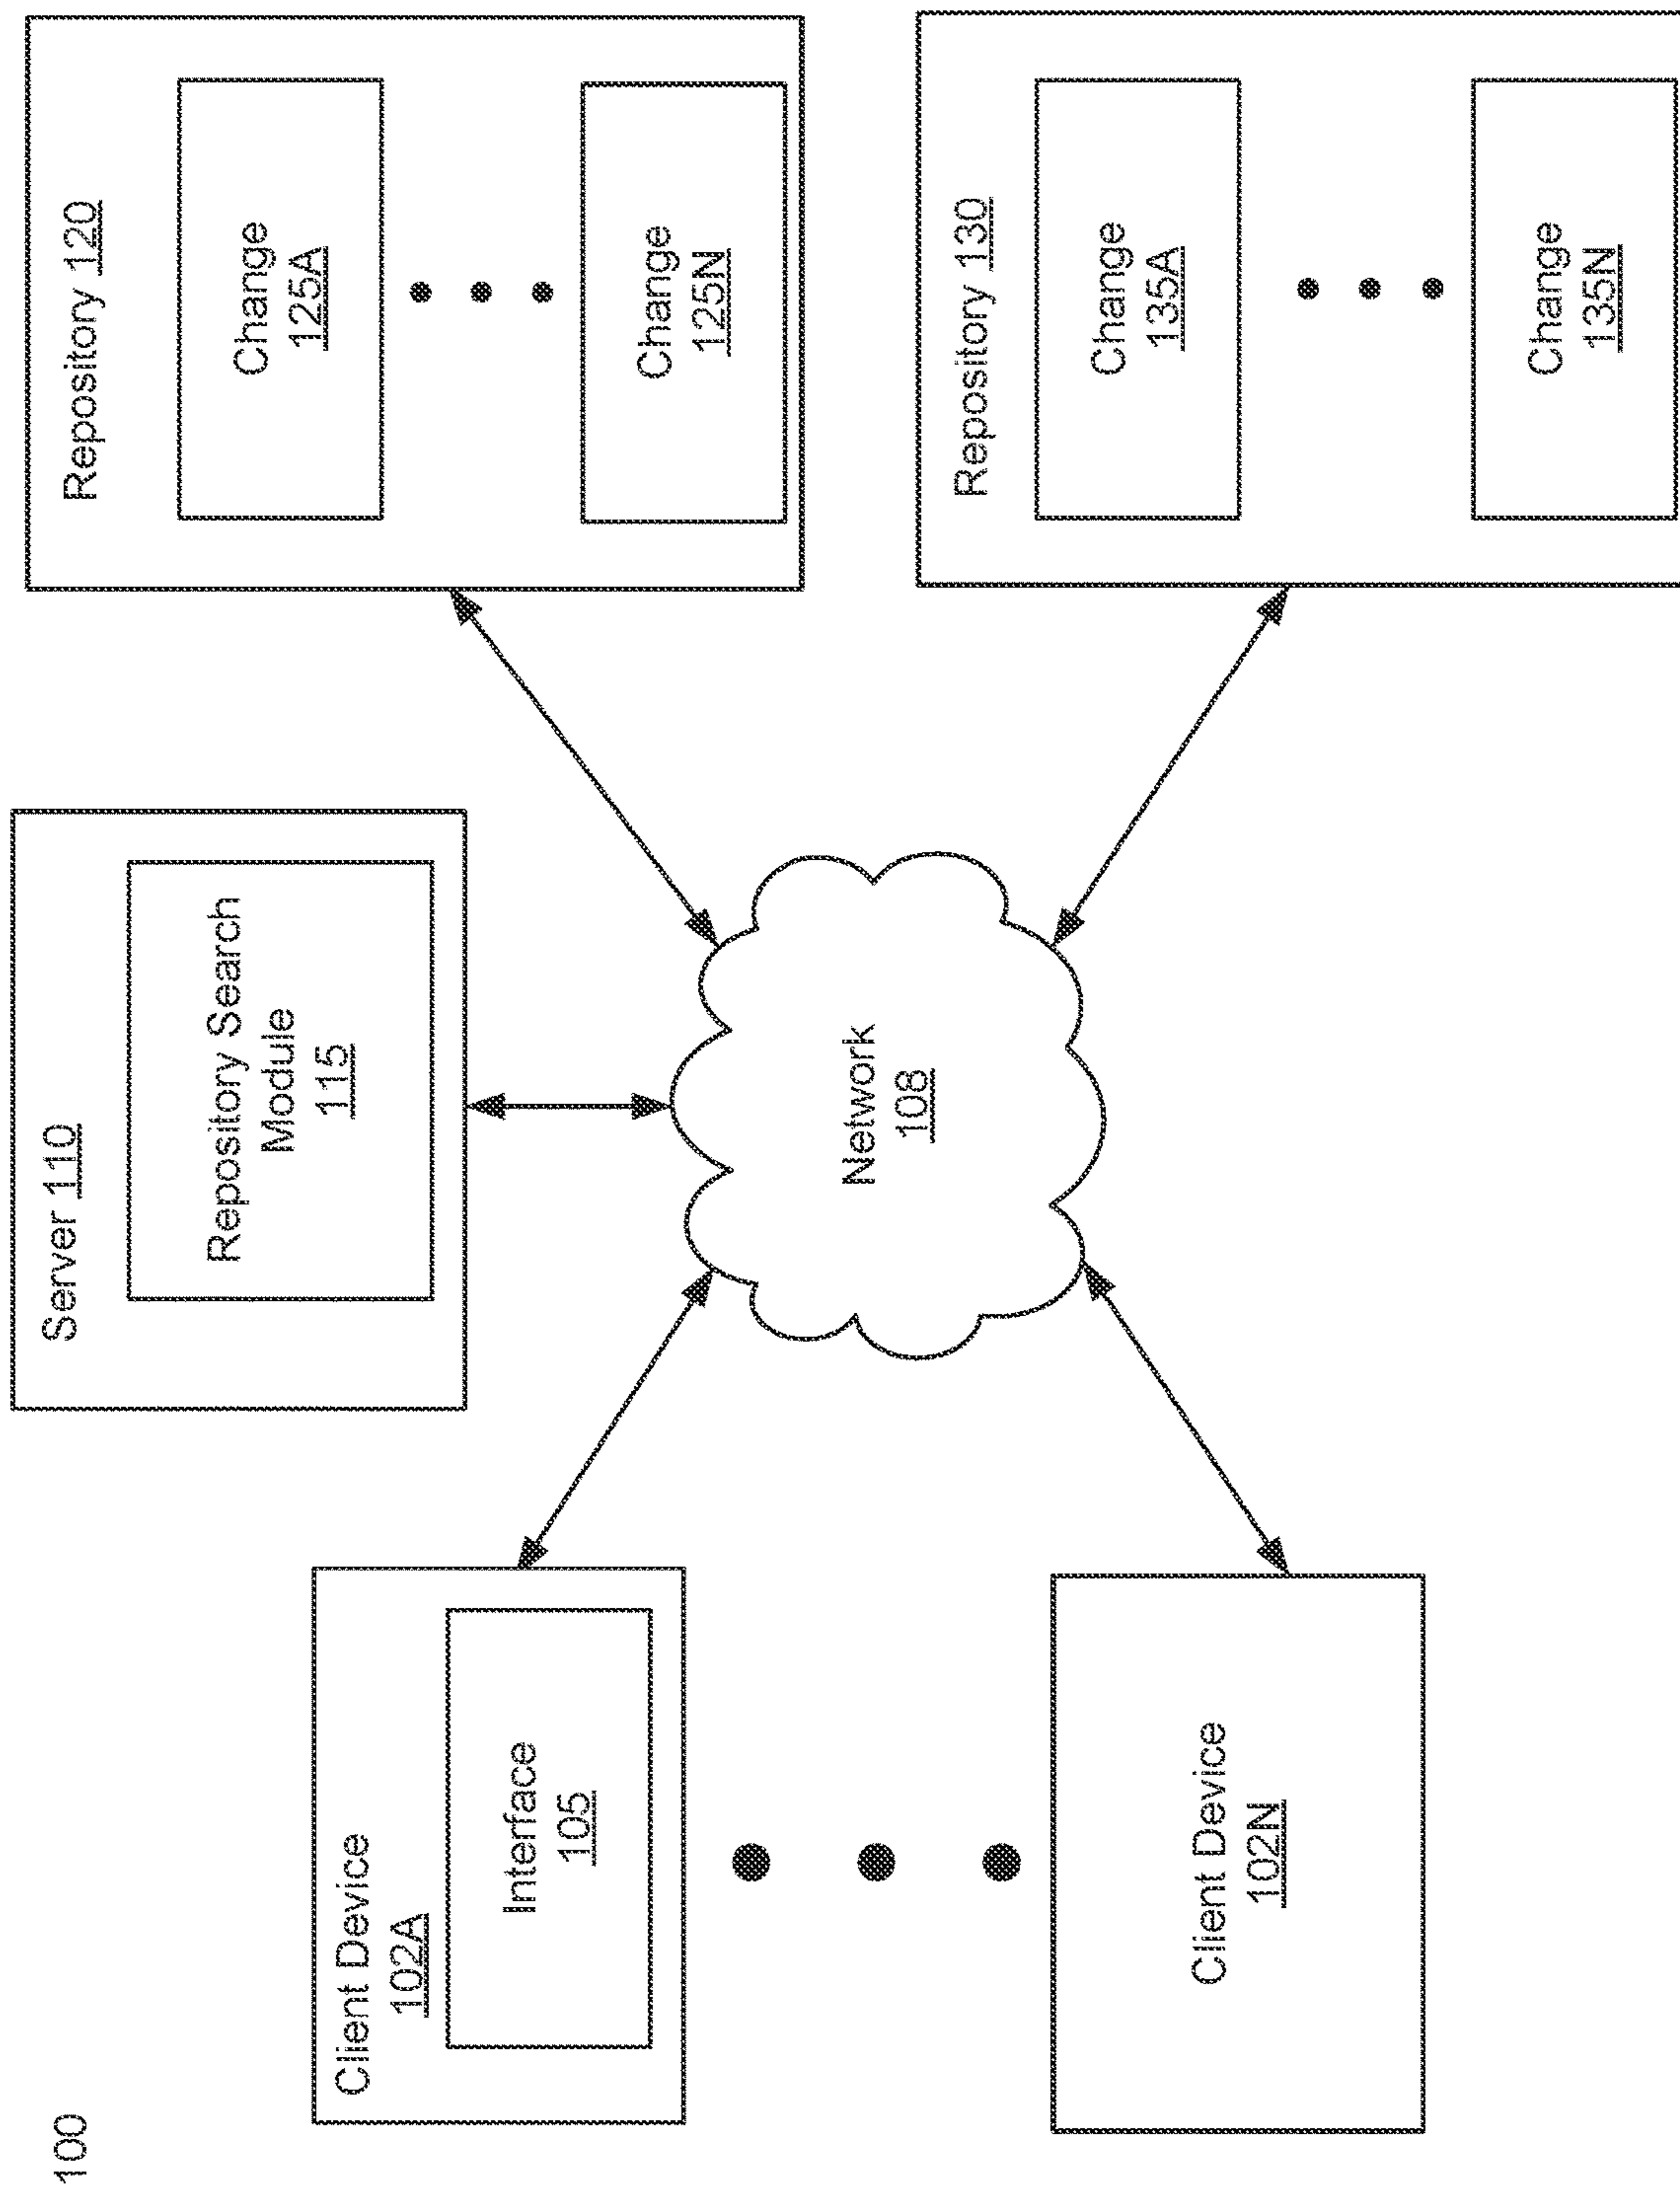 100
Server 110
Repository Search
Module
115
Client Device
102A
Interface
105
Client Device
102N
Network
108
Repository 120
Change
125A
Change
125N
Repository 130
Change
135A
Change
135N